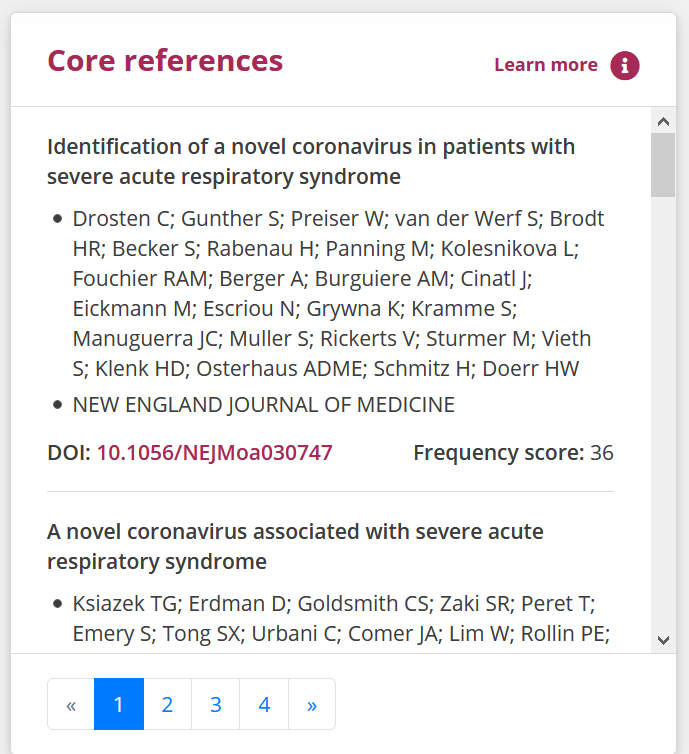 Core references
Learn more
Identification of a novel coronavirus in patients with
severe acute respiratory syndrome
• Drosten C; Gunther S; Preiser W; van der Werf S; Brodt
HR; Becker S; Rabenau H; Panning M; Kolesnikova L;
Fouchier RAM; Berger A; Burguiere AM; Cinatl J;
Eickmann M; Escriou N; Grywna K; Kramme S;
Manuguerra JC; Muller S; Rickerts V; Sturmer M; Vieth
S; Klenk HD; Osterhaus ADME; Schmitz H; Doerr HW
• NEW ENGLAND JOURNAL OF MEDICINE
DOI: 10.1056/NEJMoa030747
Frequency score: 36
A novel coronavirus associated with severe acute
respiratory syndrome
• Ksiazek TG; Erdman D; Goldsmith CS; Zaki SR; Peret T;
Emery S; Tong SX; Urbani C; Comer JA; Lim W; Rollin PE;
« 1 2 3 4 »